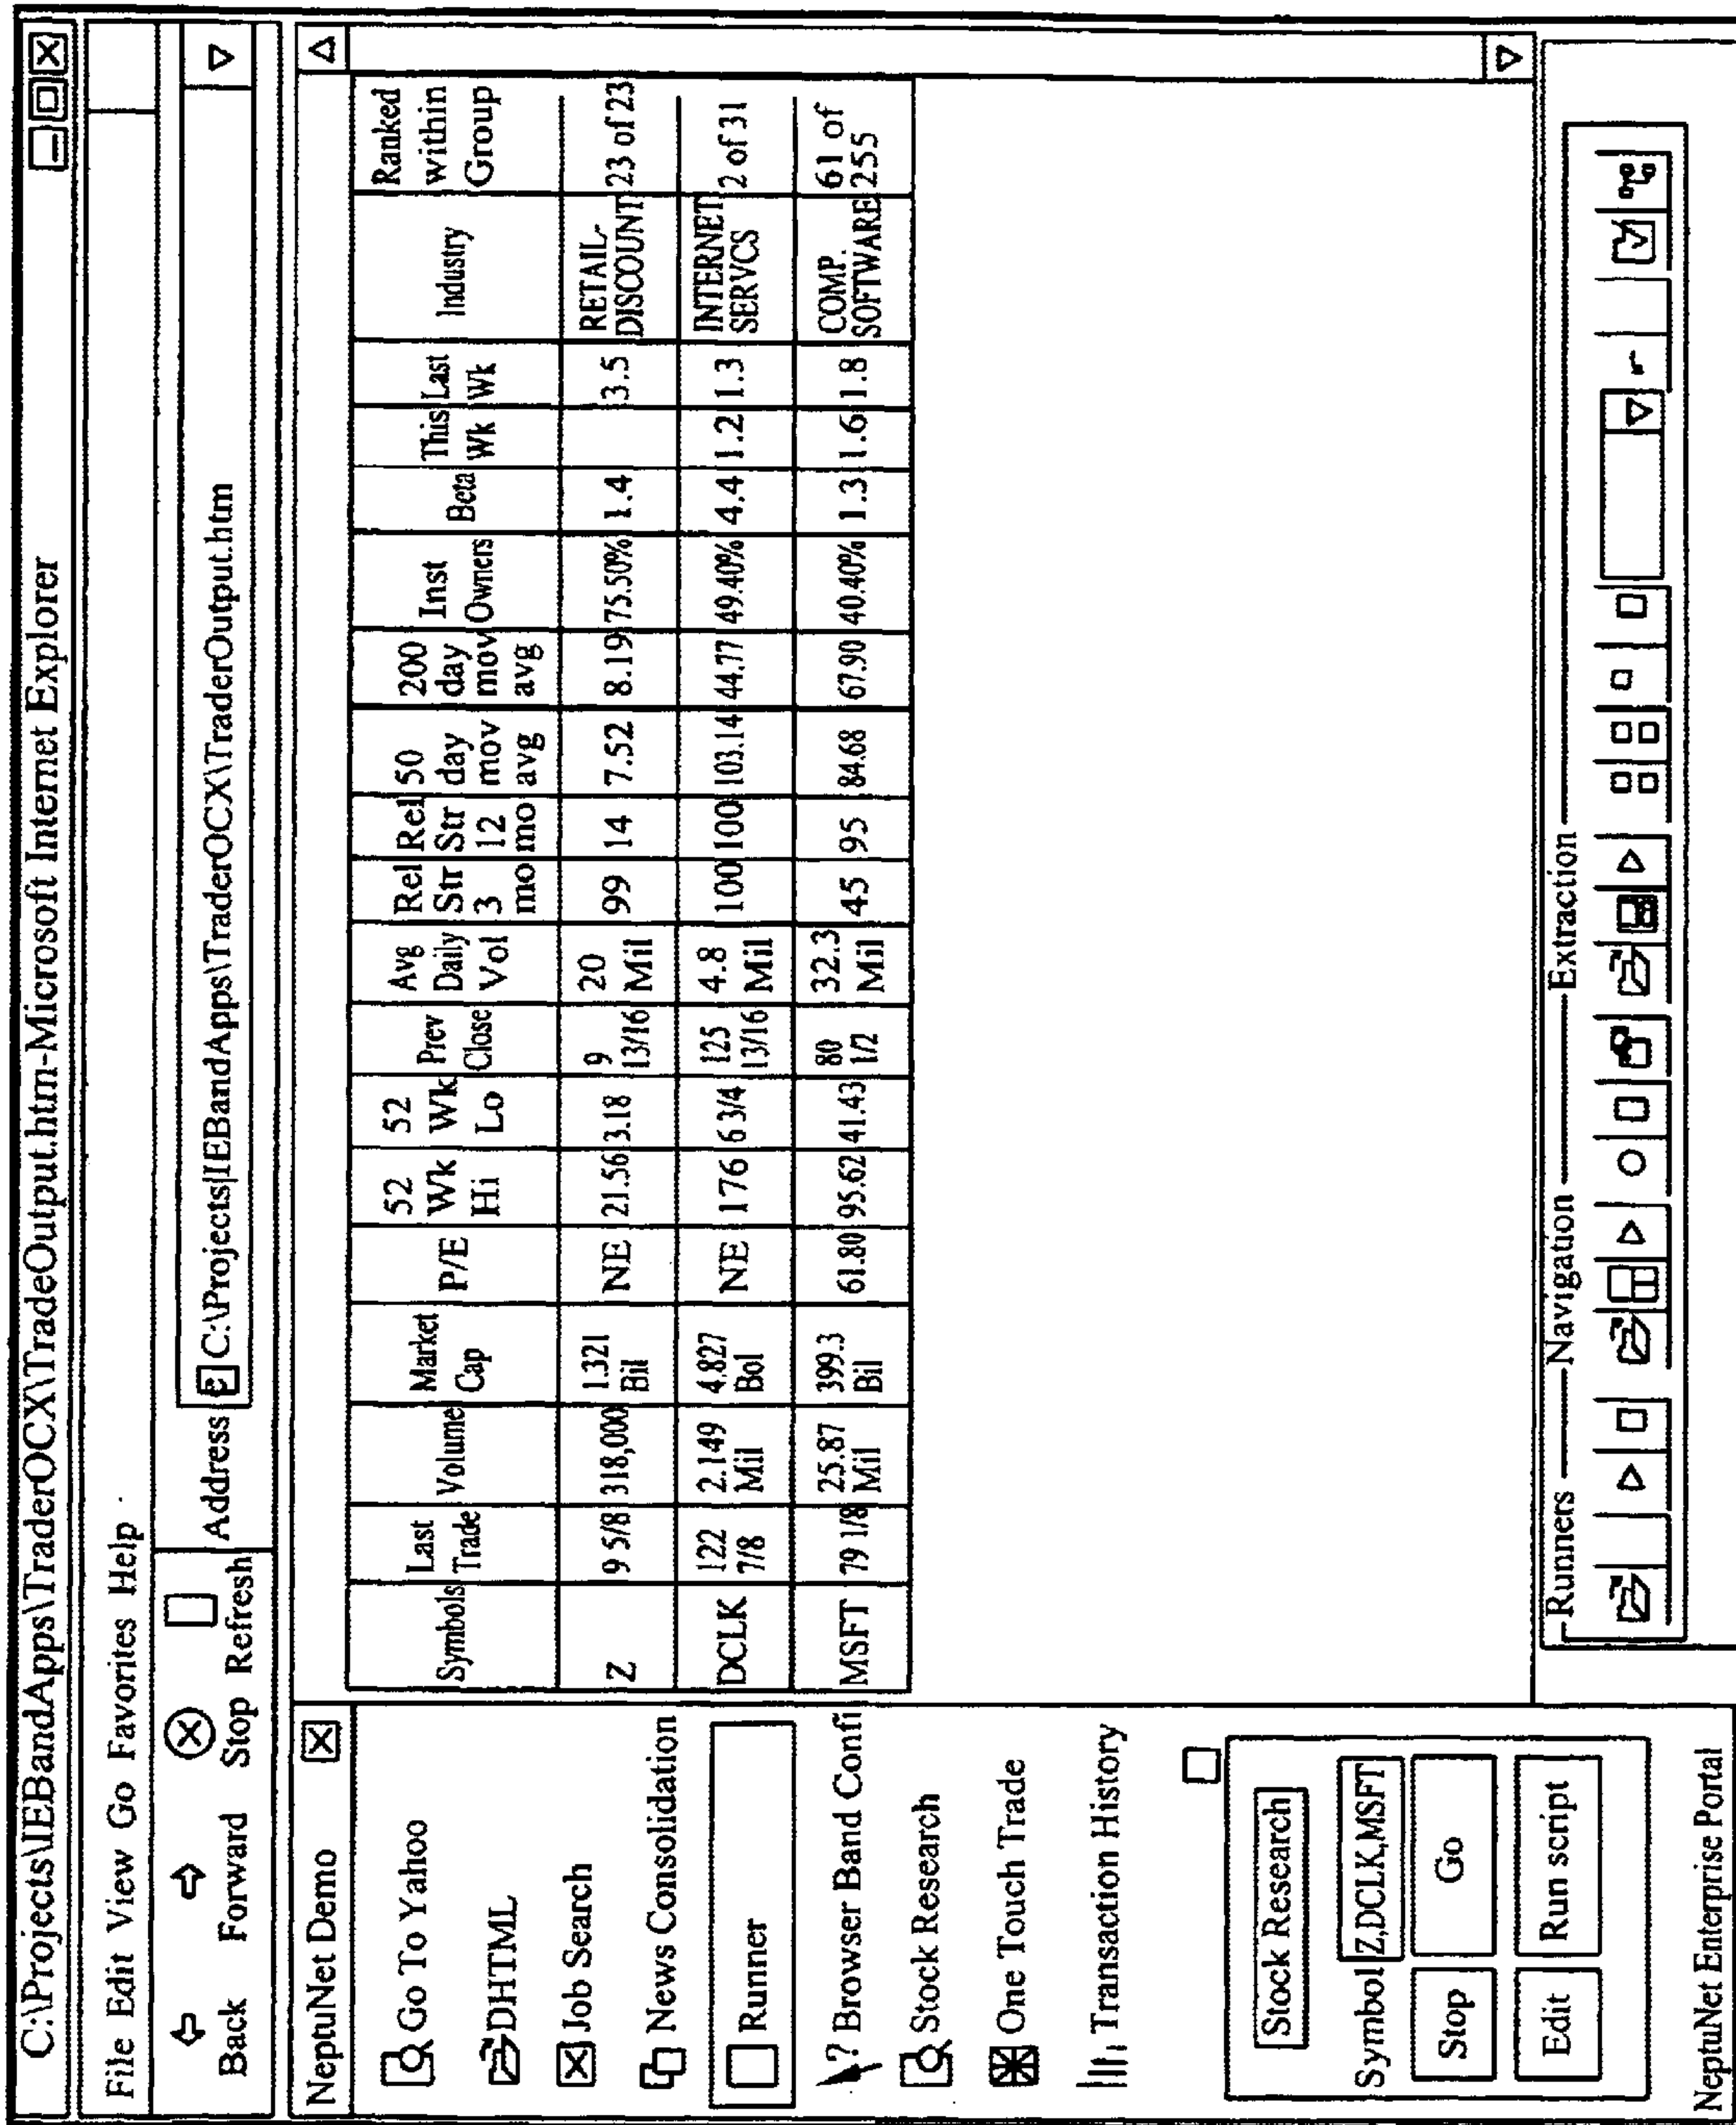 C:\Projects\IEBandApps\TraderOCX\TradeOutput.htm-Microsoft Internet Explorer
File Edit View Go Favorites Help
Back Forward Stop Refresh Address C:\Projects|IEBandApps\TraderOCX\TraderOutput.htm
NeptuNet Demo
Go To Yahoo
DHTML
Job Search
News Consolidation
Runner
? Browser Band Confi
Stock Research
One Touch Trade
Transaction History
Stock Research
Symbol Z,DCLK,MSFT
Stop Go
Edit Run script
NeptuNet Enterprise Portal
Symbols Last Trade Volume Market Cap P/E 52 Wk Hi 52 Wk Lo Prev Close Avg Daily Vol Rel Str 3 mo Rel Str 12 mo 50 day mov avg 200 day mov avg Inst Owners Beta This Wk Last Wk Industry Ranked within Group
Z 9 5/8 318,000 1.321 Bil NE 21.56 3.18 9 13/16 20 Mil 99 14 7.52 8.19 75.50% 1.4 3.5 RETAIL-DISCOUNT 23 of 23
DCLK 122 7/8 2.149 Mil 4.827 Bol NE 176 6 3/4 125 13/16 4.8 Mil 100 100 103.14 44.77 49.40% 4.4 1.2 1.3 INTERNET SERVCS 2 of 31
MSFT 79 1/8 25.87 Mil 399.3 Bil 61.80 95.62 41.43 80 1/2 32.3 Mil 45 95 84.68 67.90 40.40% 1.3 1.6 1.8 COMP. SOFTWARE 61 of 255
Runners Navigation Extraction